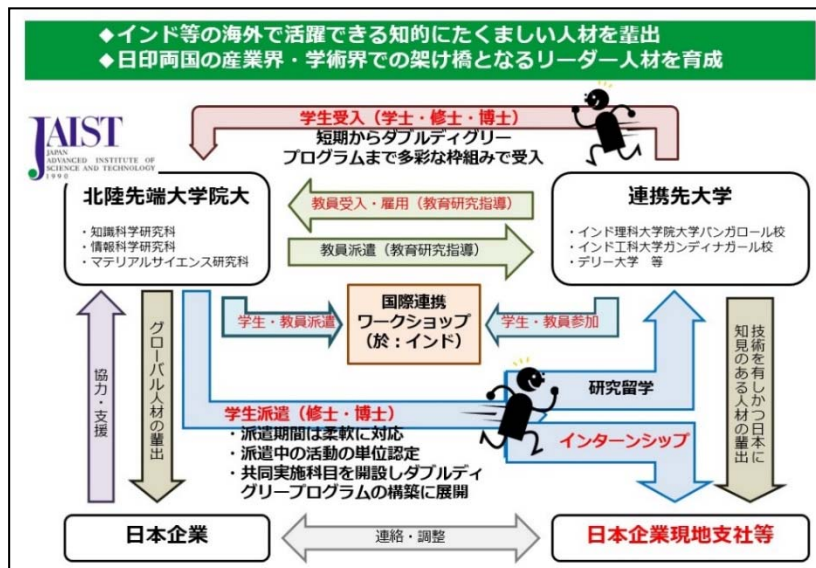 ◆インド等の海外で活躍できる知的にたくましい人材を輩出
◆日印両国の産業界・学術界での架け橋となるリーダー人材を育成
JAIST
JAPAN
ADVANCED INSTITUTE OF
SCIENCE AND TECHNOLOGY
1990
学生受入（学士・修士・博士）
短期からダブルディグリー
プログラムまで多彩な枠組みで受入
北陸先端大学院大
・知識科学研究科
・情報科学研究科
・マテリアルサイエンス研究科
教員受入・雇用（教育研究指導）
教員派遣（教育研究指導）
連携先大学
・インド理科大学院大学バンガロール校
・インド工科大学ガンディナガール校
・デリー大学　等
学生・教員派遣
国際連携
ワークショップ
（於：インド）
学生・教員参加
協力・支援
グローバル人材の輩出
学生派遣（修士・博士）
・派遣期間は柔軟に対応
・派遣中の活動の単位認定
・共同実施科目を開設しダブルディ
グリープログラムの構築に展開
研究留学
インターンシップ
技術を有しかつ日本に
知見のある人材の輩出
日本企業
連絡・調整
日本企業現地支社等